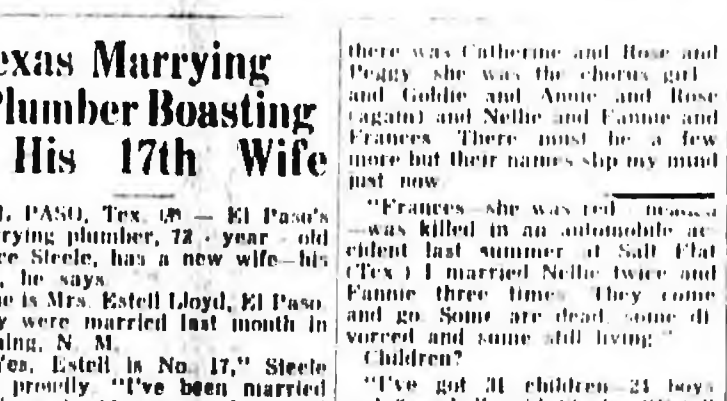 exas Marrying
lumber Boasting
His 17th Wife
PASO, Tex. (AP) — El Paso's
rrying plumber, 72 - year - old
ce Steele, has a new wife—his
, he says.
e is Mrs. Estell Lloyd, El Paso.
y were married last month in
ing, N. M.
es, Estell is No. 17," Steele
proudly. "I've been married
there was Catherine and Rose and
Peggy she was the chorus girl
and Goldie and Annie and Rose
(again) and Nellie and Fannie and
Frances. There must be a few
more but their names slip my mind
just now.
"Frances—she was red -
—was killed in an automobile ac
cident last summer at Salt Flat
(Tex.) I married Nellie twice and
Fannie three times. They come
and go. Some are dead, some di
vorced and some still living."
Children?
"I've got 31 children 21 boys